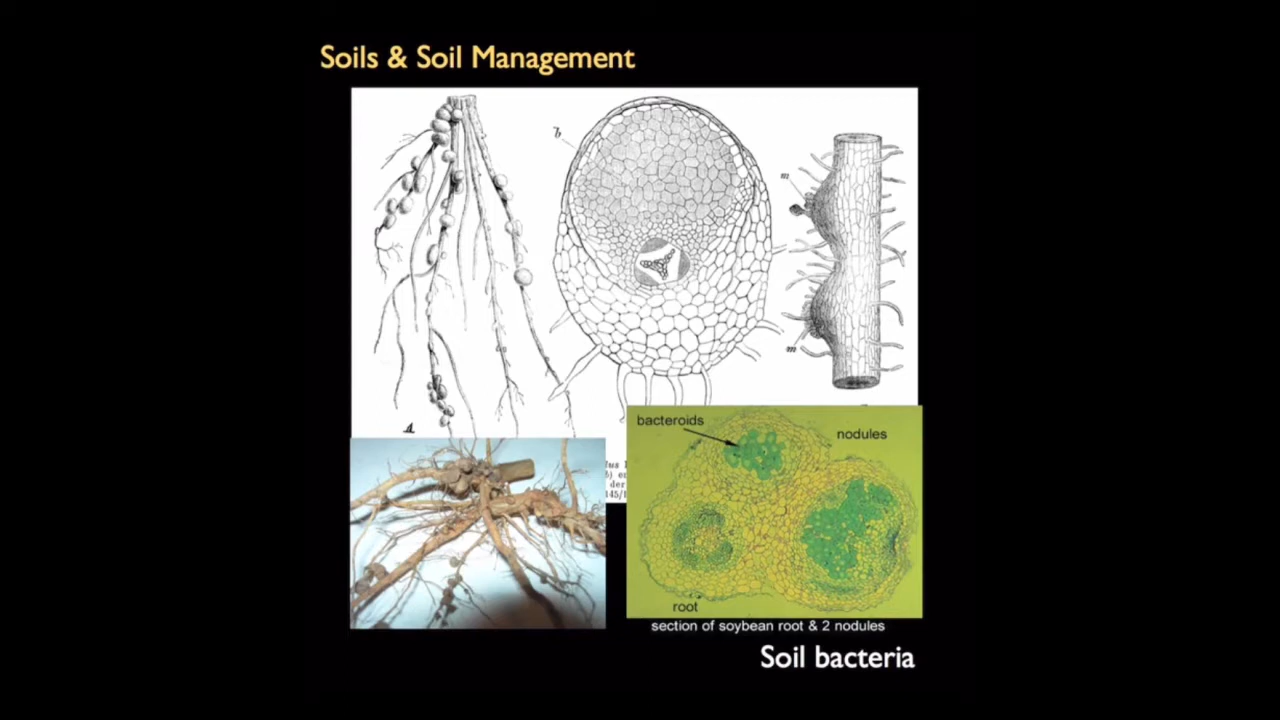 Soils & Soil Management
b
m
m
d
bacteroids
nodules
root
section of soybean root & 2 nodules
Soil bacteria